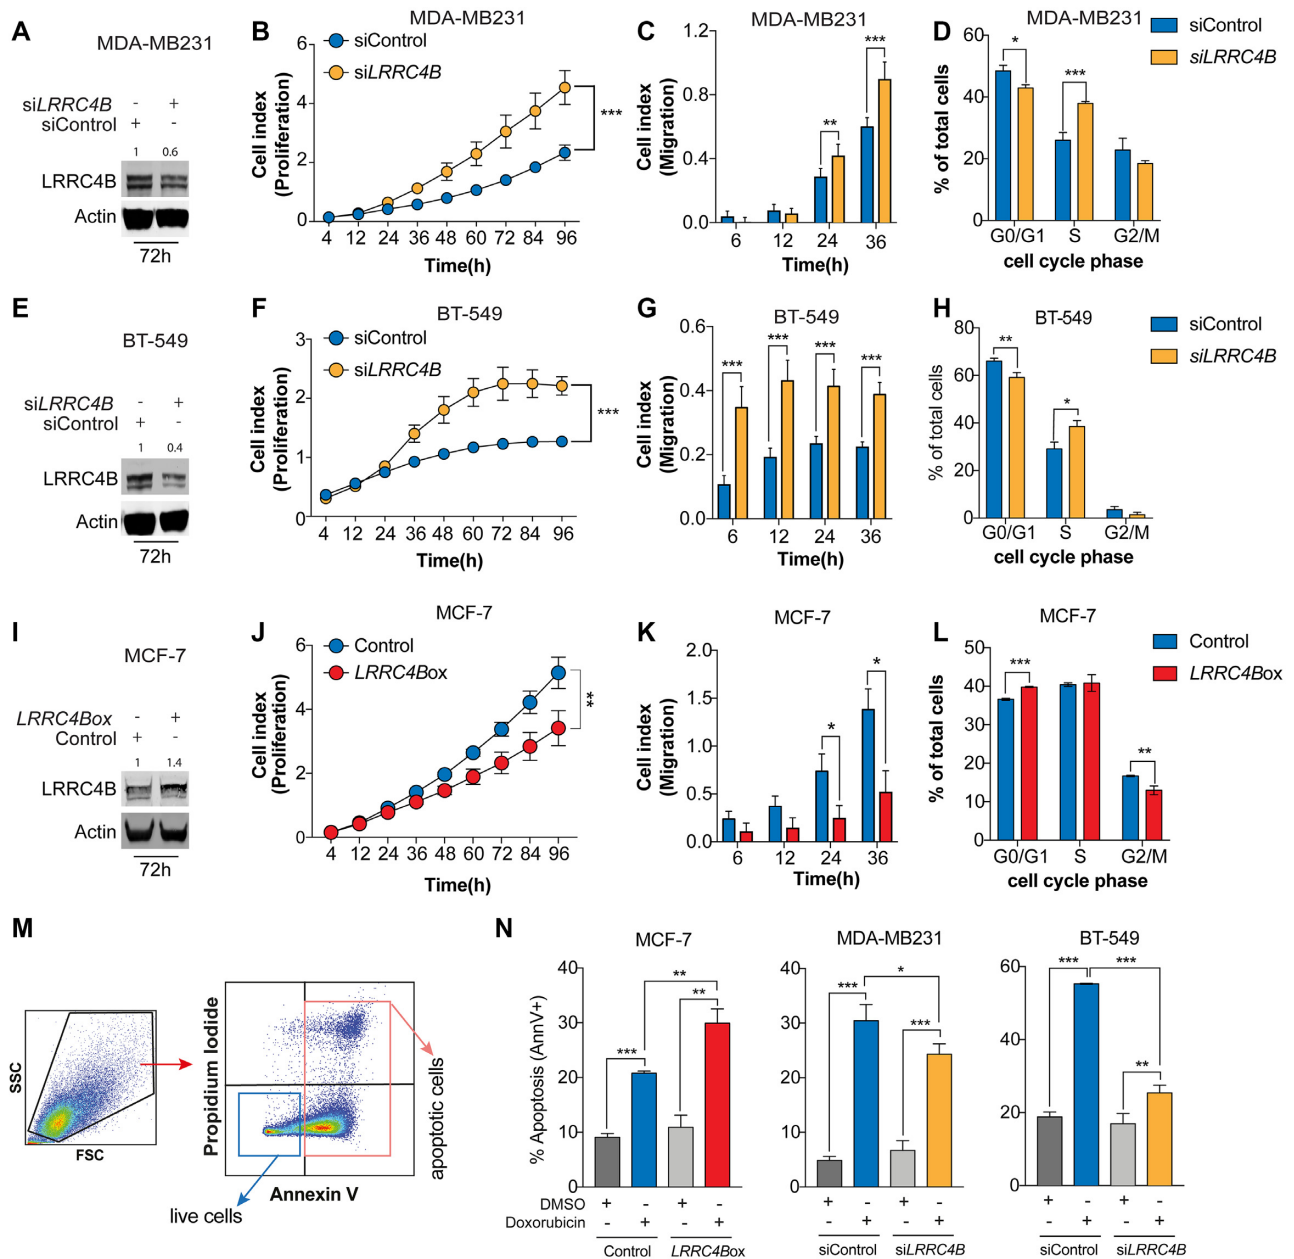 A
MDA-MB231
siLRRC4B - +
siControl + -
1 0.6
LRRC4B
Actin
72h
B
MDA-MB231
siControl
siLRRC4B
Cell index
(Proliferation)
6
4
2
0
***
4 12 24 36 48 60 72 84 96
Time(h)
C
MDA-MB231
Cell index
(Migration)
1.2
0.8
0.4
0.0
**
***
6 12 24 36
Time(h)
D
MDA-MB231
siControl
siLRRC4B
% of total cells
60
40
20
0
*
***
G0/G1 S G2/M
cell cycle phase
E
BT-549
siLRRC4B - +
siControl + -
1 0.4
LRRC4B
Actin
72h
F
BT-549
siControl
siLRRC4B
Cell index
(Proliferation)
3
2
1
0
***
4 12 24 36 48 60 72 84 96
Time(h)
G
BT-549
Cell index
(Migration)
0.6
0.4
0.2
0.0
***
***
***
***
6 12 24 36
Time(h)
H
BT-549
siControl
siLRRC4B
% of total cells
80
60
40
20
0
**
*
G0/G1 S G2/M
cell cycle phase
I
MCF-7
LRRC4Box - +
Control + -
1 1.4
LRRC4B
Actin
72h
J
MCF-7
Control
LRRC4Box
Cell index
(Proliferation)
6
4
2
0
**
4 12 24 36 48 60 72 84 96
Time(h)
K
MCF-7
Cell index
(Migration)
2.0
1.5
1.0
0.5
0.0
*
*
6 12 24 36
Time(h)
L
MCF-7
Control
LRRC4Box
% of total cells
50
40
30
20
10
0
***
**
G0/G1 S G2/M
cell cycle phase
M
SSC
FSC
Propidium Iodide
Annexin V
apoptotic cells
live cells
N
MCF-7
% Apoptosis (AnnV+)
40
30
20
10
0
***
**
**
DMSO + - + -
Doxorubicin - + - +
Control LRRC4Box
MDA-MB231
40
30
20
10
0
***
*
***
+ - + -
- + - +
siControl siLRRC4B
BT-549
60
40
20
0
***
***
**
+ - + -
- + - +
siControl siLRRC4B